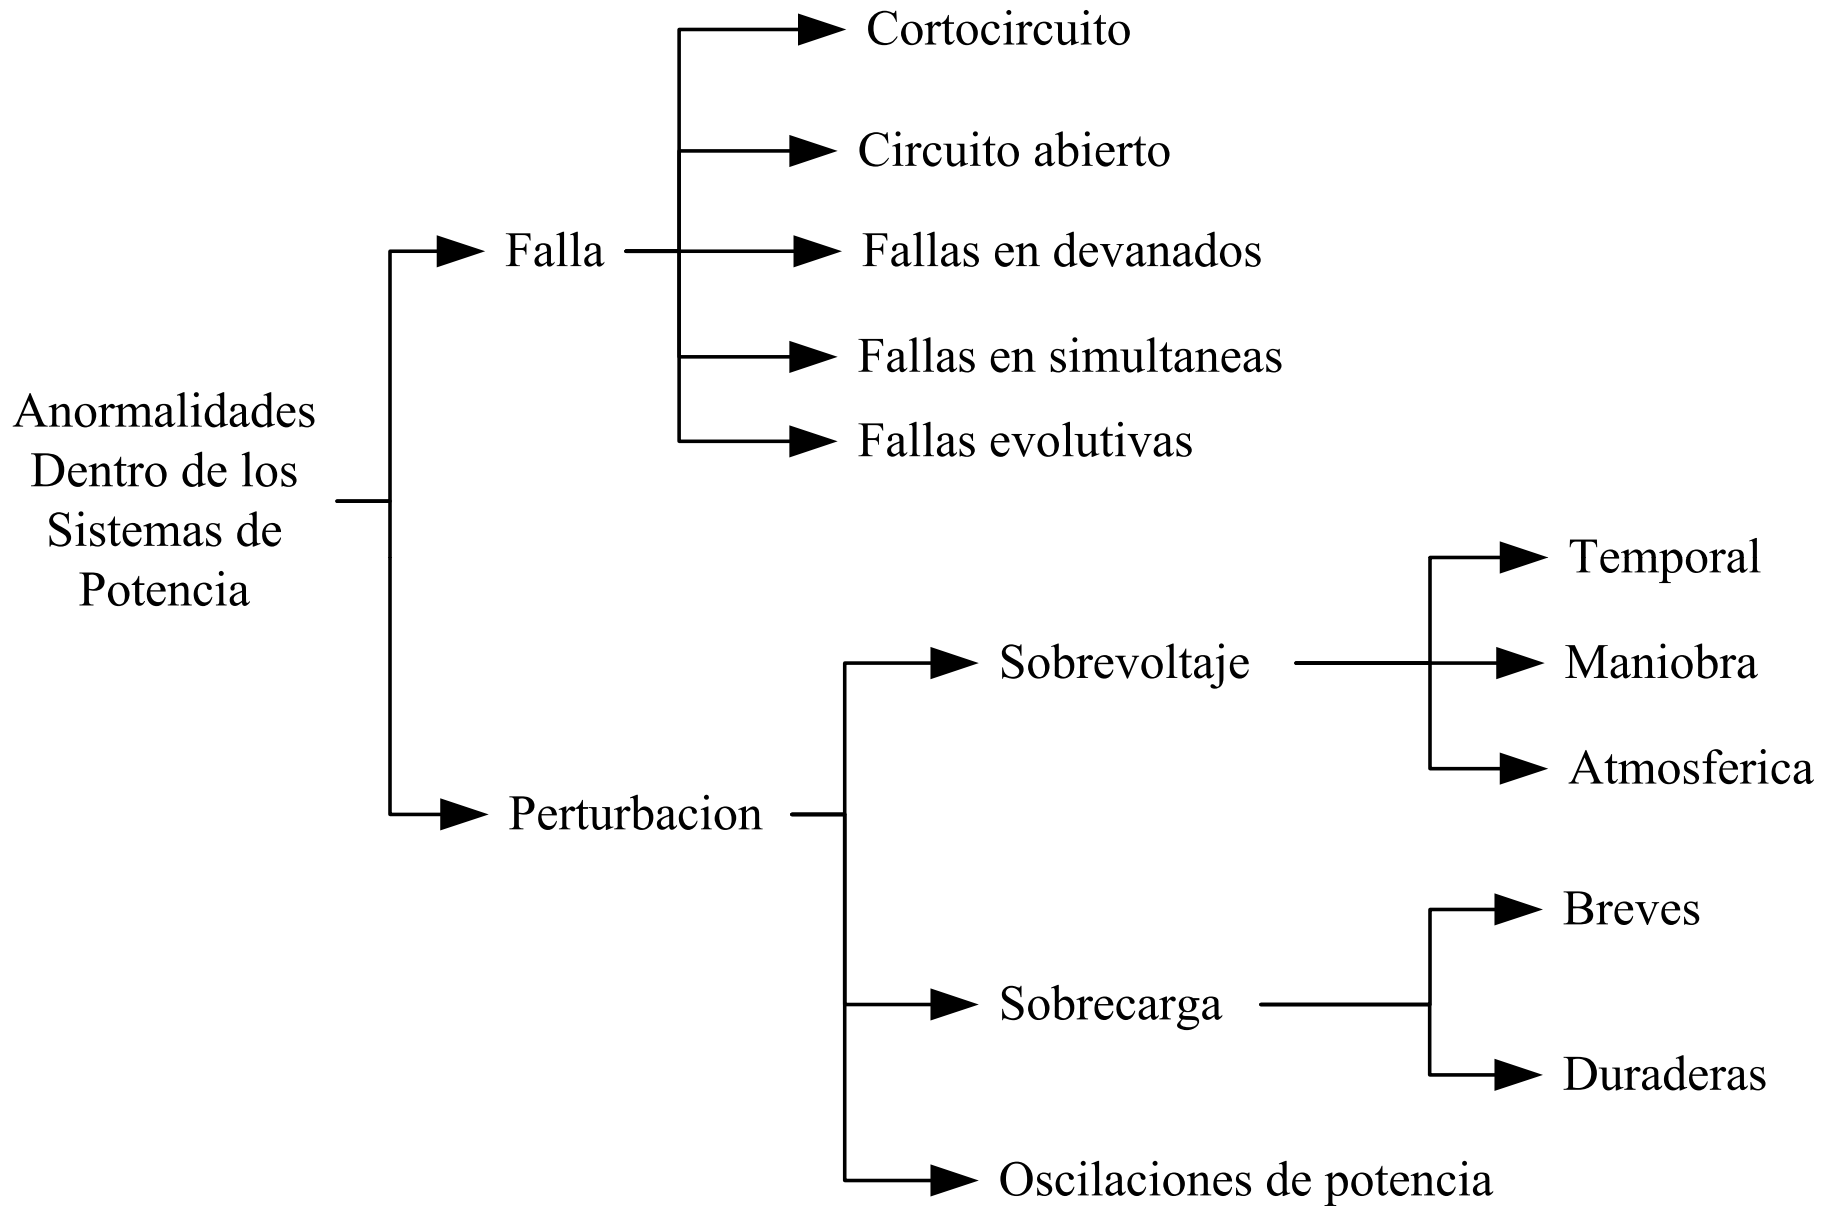 Anormalidades
Dentro de los
Sistemas de
Potencia
Falla
Cortocircuito
Circuito abierto
Fallas en devanados
Fallas en simultaneas
Fallas evolutivas
Perturbacion
Sobrevoltaje
Temporal
Maniobra
Atmosferica
Sobrecarga
Breves
Duraderas
Oscilaciones de potencia